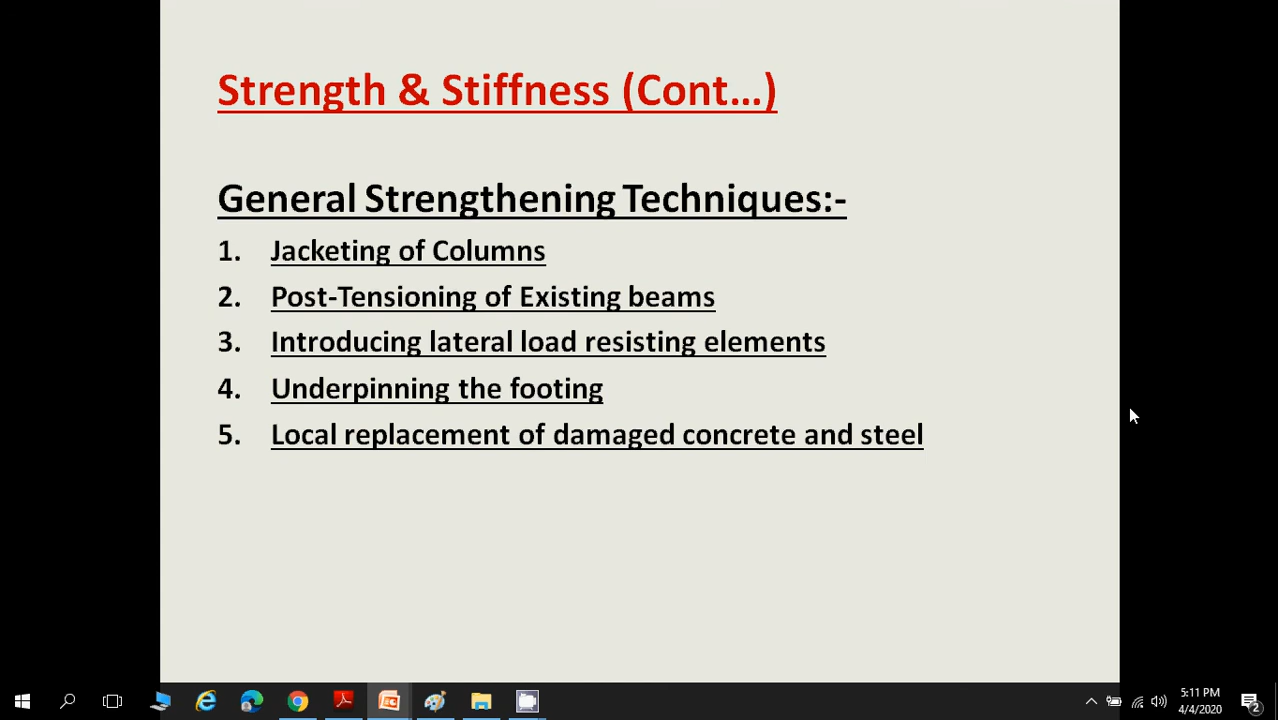 Strength & Stiffness (Cont…)
General Strengthening Techniques:-
1. Jacketing of Columns
2. Post-Tensioning of Existing beams
3. Introducing lateral load resisting elements
4. Underpinning the footing
5. Local replacement of damaged concrete and steel
5:11 PM
4/4/2020
2